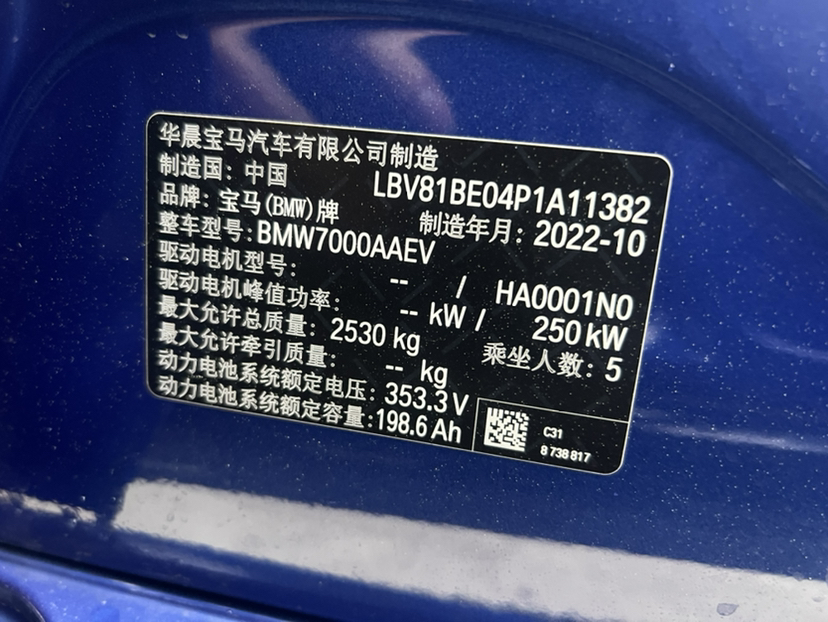 华晨宝马汽车有限公司制造
制造国：中国 LBV81BE04P1A11382
品牌：宝马(BMW)牌 制造年月：2022-10
整车型号：BMW7000AAEV
驱动电机型号： -- / HA0001N0
驱动电机峰值功率： -- kW / 250 kW
最大允许总质量：2530 kg 乘坐人数：5
最大允许牵引质量： -- kg
动力电池系统额定电压：353.3 V
动力电池系统额定容量：198.6 Ah
C31
8 738 817